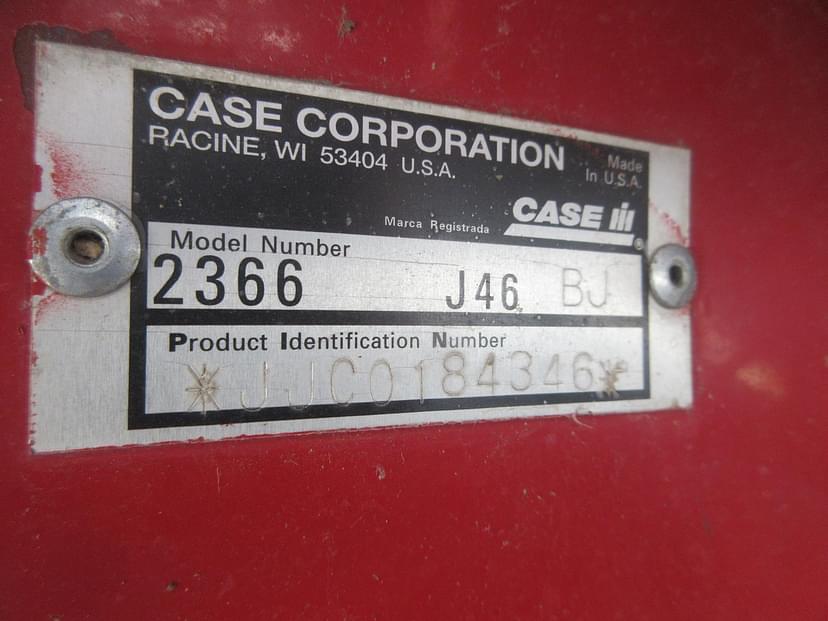 CASE CORPORATION
RACINE, WI 53404 U.S.A.
Made
In U.S.A.
Marca Registrada
CASE IH
®
Model Number
2366 J46 BJ
Product Identification Number
*JJC0184346*